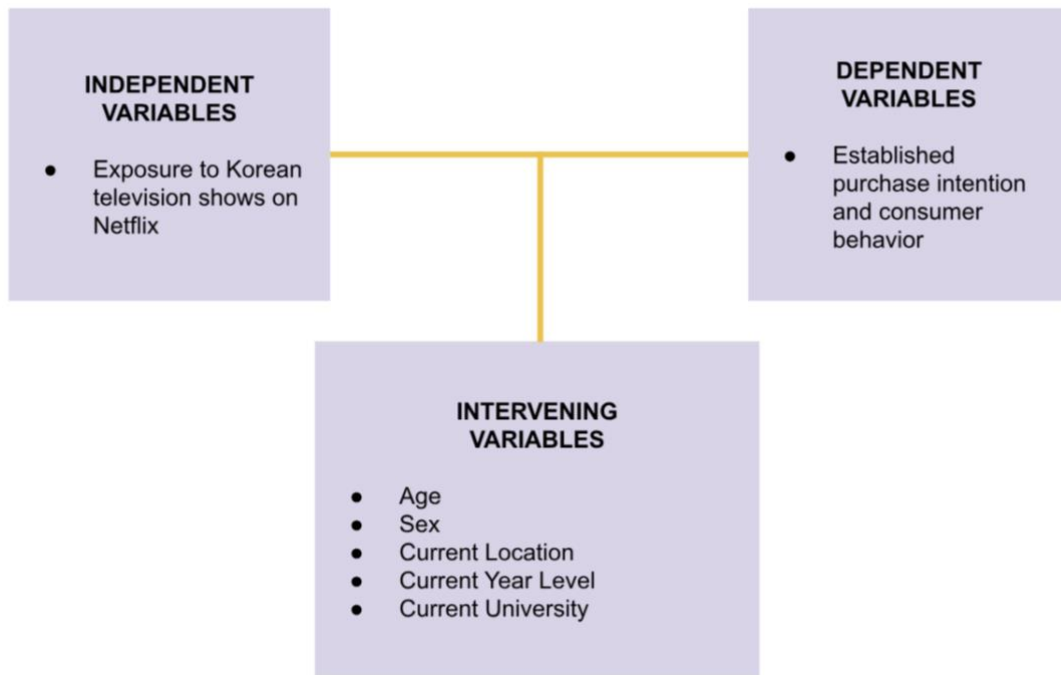 INDEPENDENT
VARIABLES
● Exposure to Korean
television shows on
Netflix
DEPENDENT
VARIABLES
● Established
purchase intention
and consumer
behavior
INTERVENING
VARIABLES
● Age
● Sex
● Current Location
● Current Year Level
● Current University